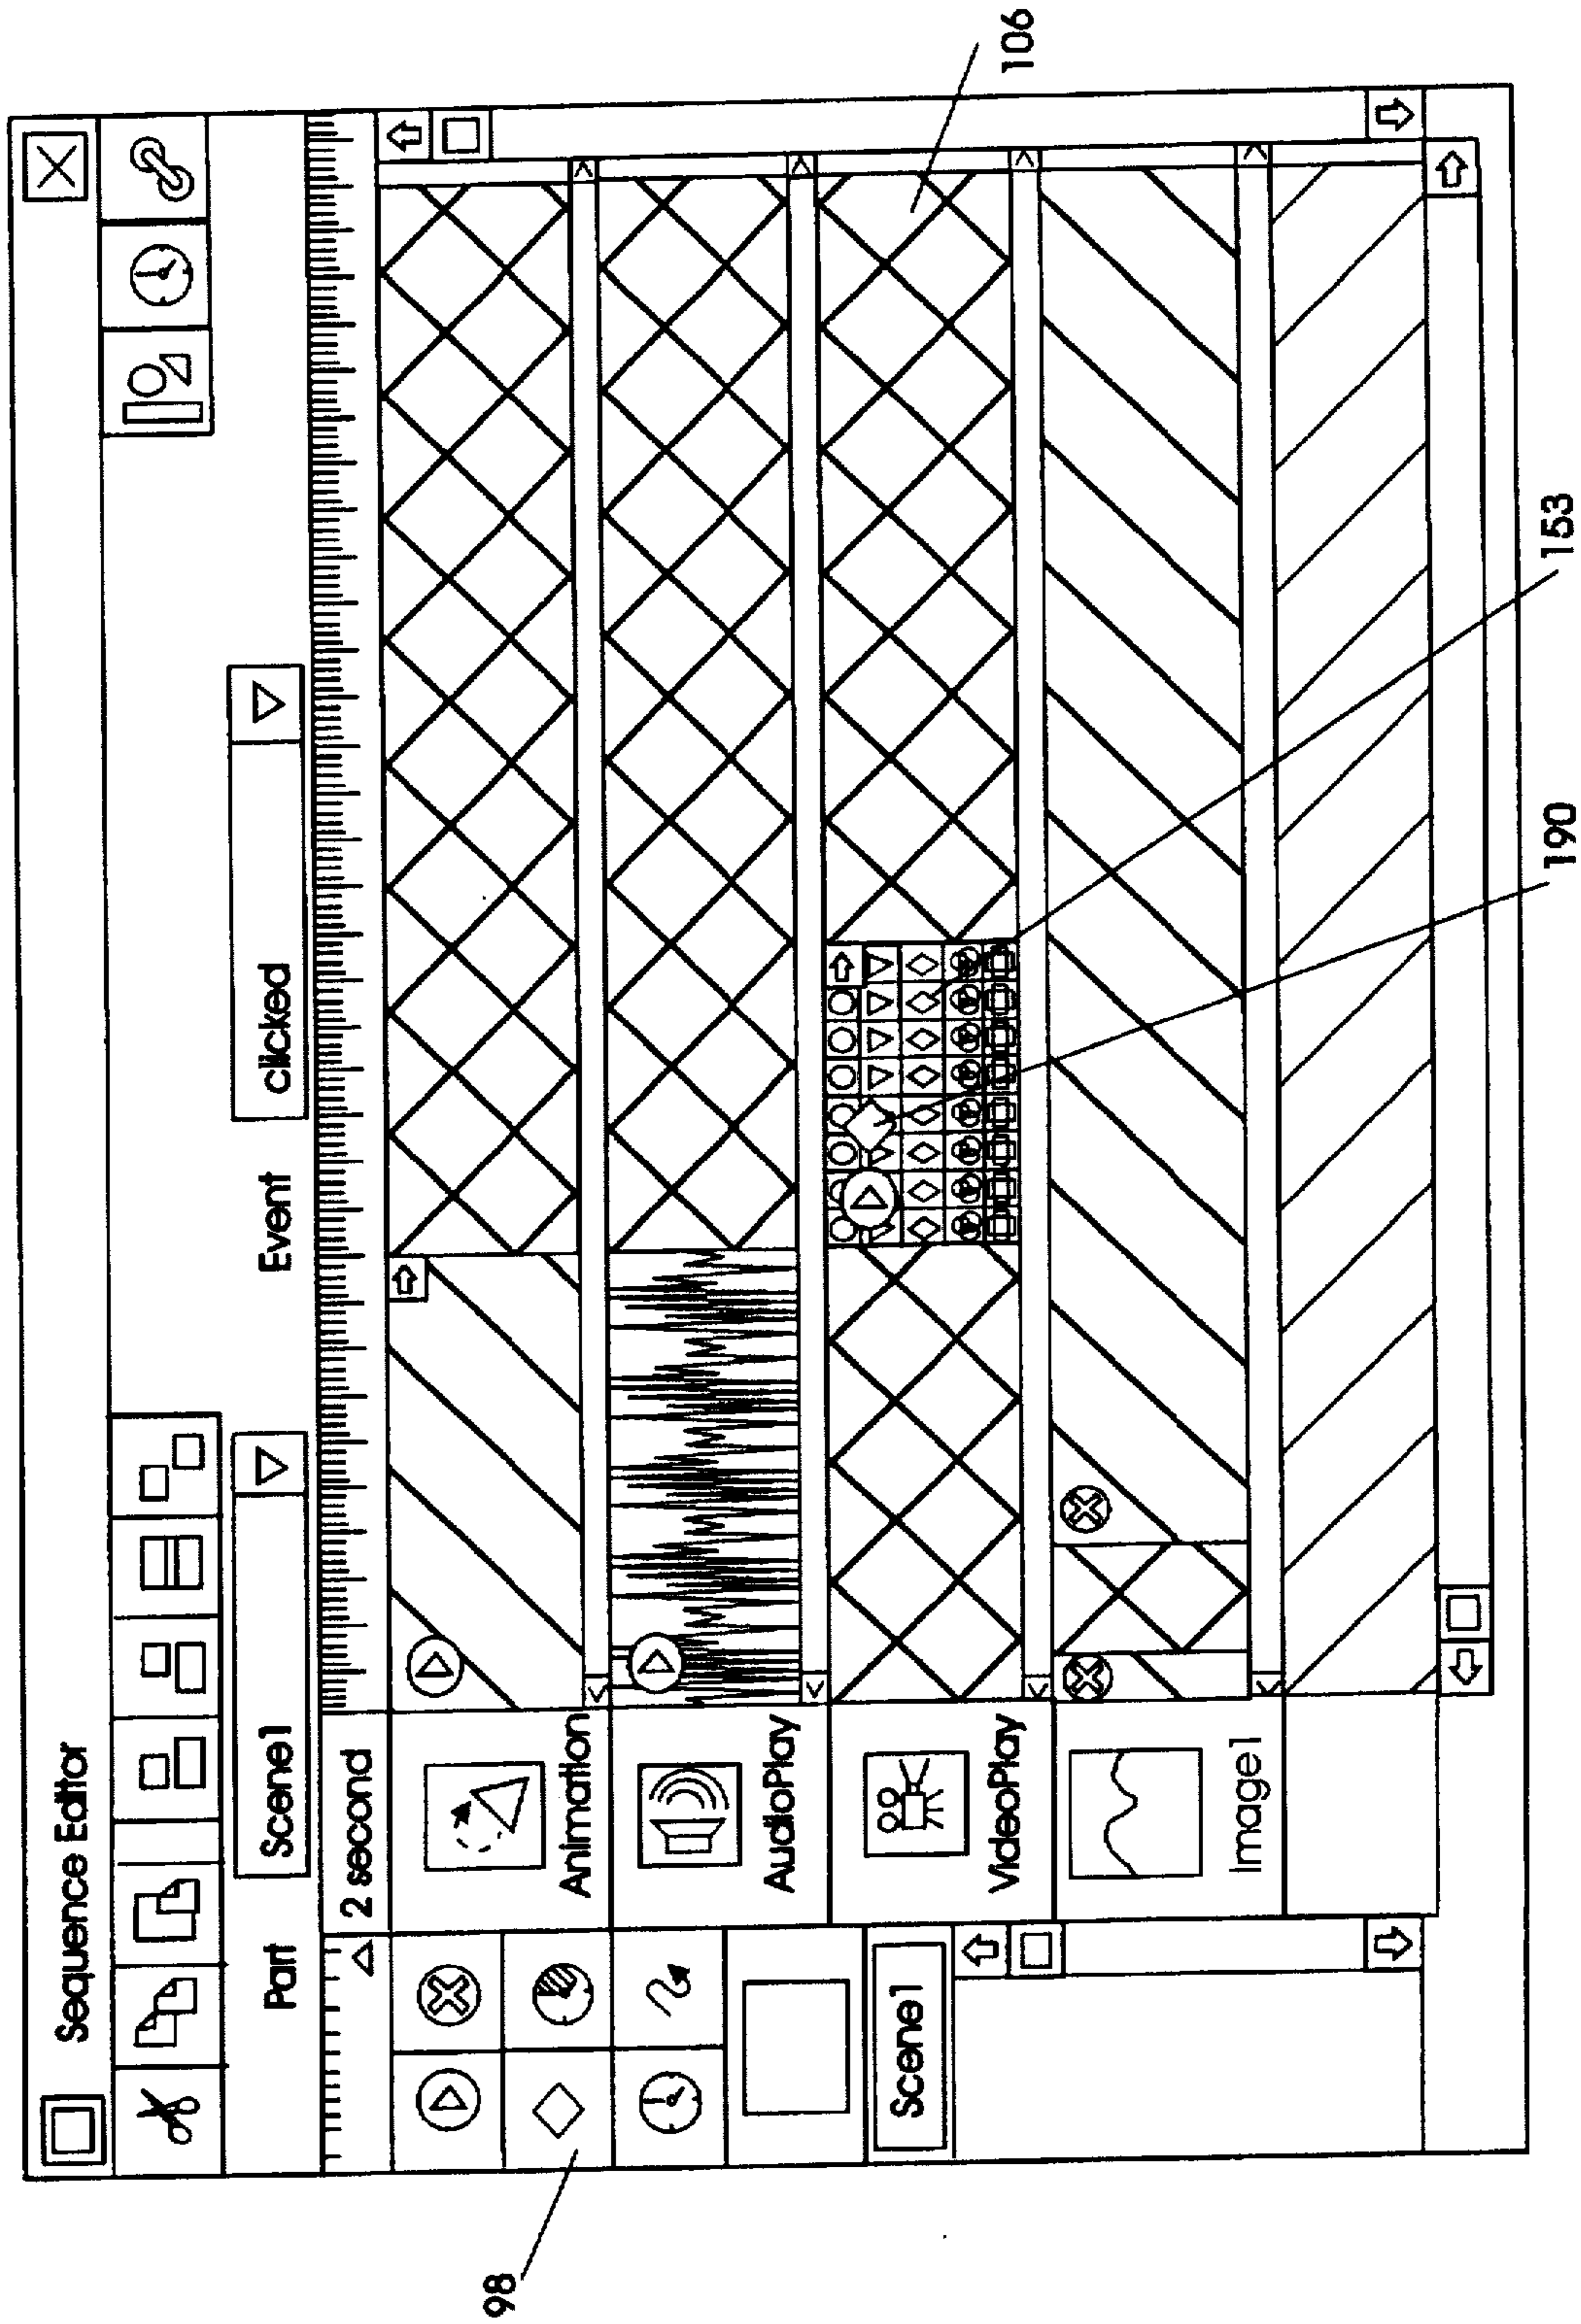 Sequence Editor
Part
Scene1
Event
clicked
2 second
Animation
AudioPlay
VideoPlay
Image1
Scene1
98
106
153
190